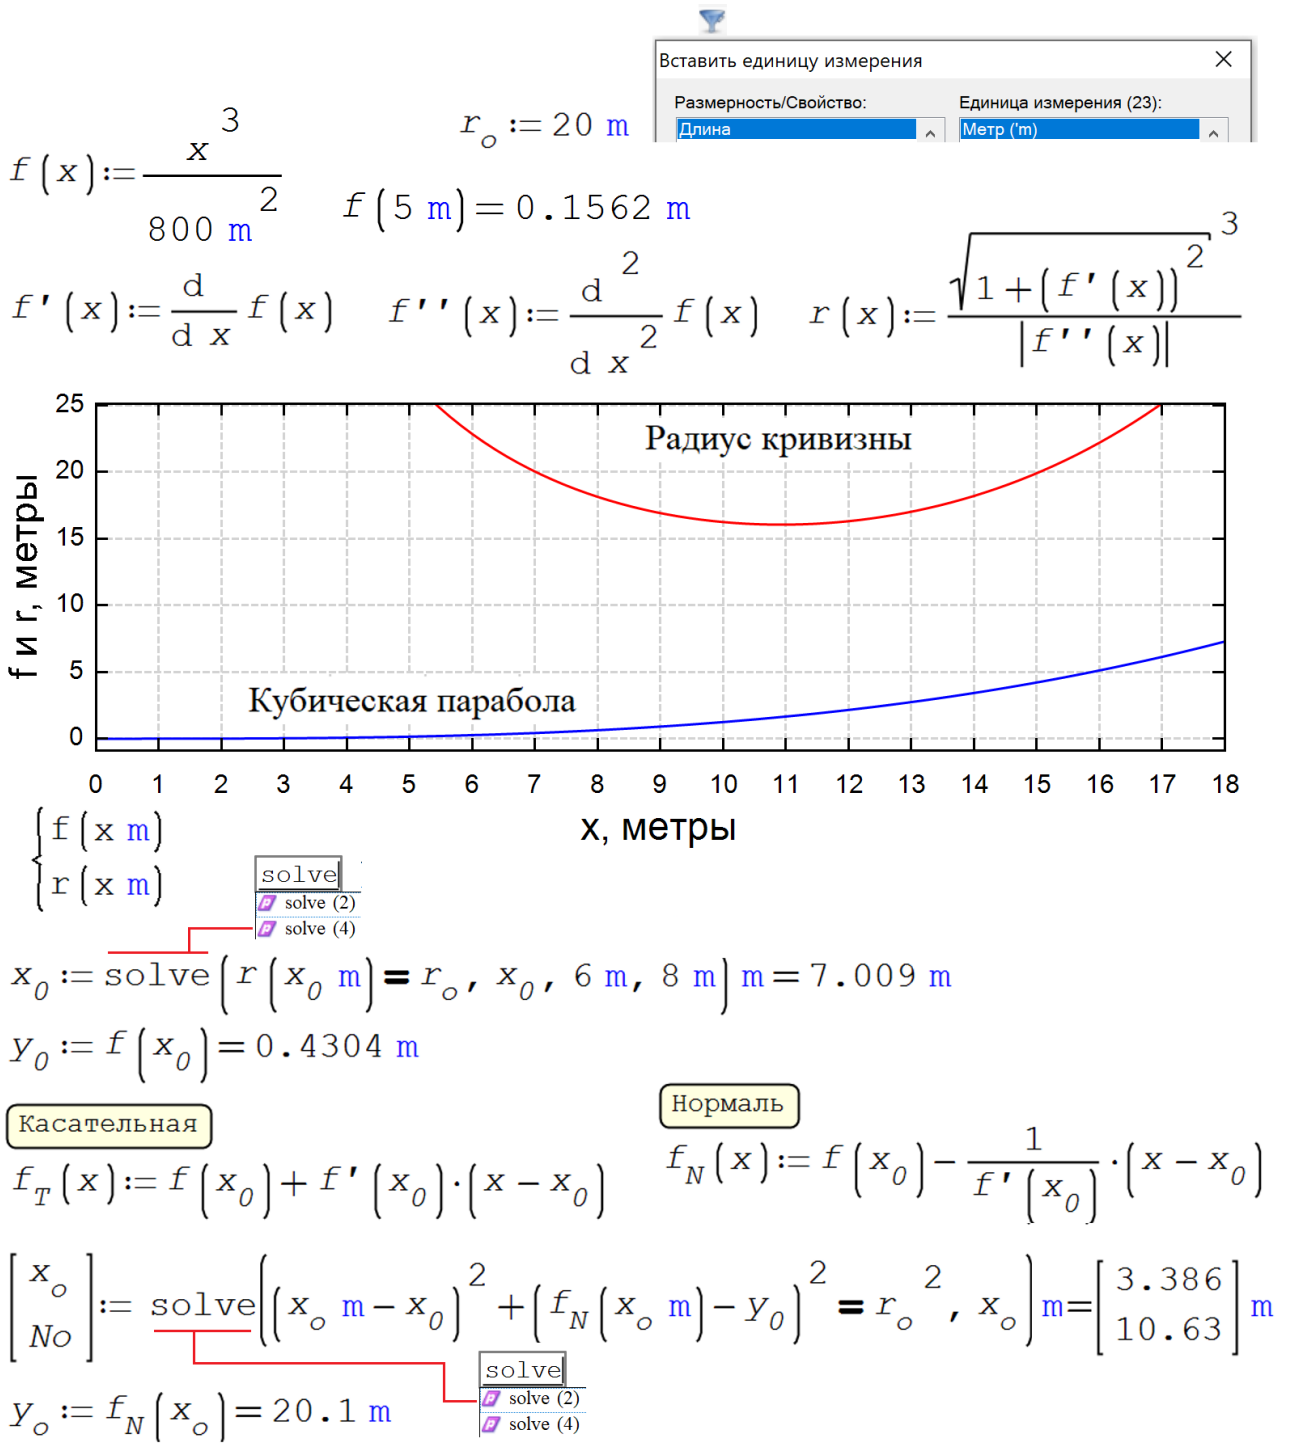 Вставить единицу измерения
Размерность/Свойство: Единица измерения (23):
Длина Метр ('m)
r_o := 20 m
f(x) := x^3 / (800 m^2)
f(5 m) = 0.1562 m
f'(x) := d/(d x) f(x)
f''(x) := d^2/(d x^2) f(x)
r(x) := √(1+(f'(x))^2)^3 / |f''(x)|
25
20
15
10
5
0
f и r, метры
Радиус кривизны
Кубическая парабола
0 1 2 3 4 5 6 7 8 9 10 11 12 13 14 15 16 17 18
x, метры
f(x m)
r(x m)
solve
solve (2)
solve (4)
x_0 := solve(r(x_0 m) = r_o, x_0, 6 m, 8 m) m = 7.009 m
y_0 := f(x_0) = 0.4304 m
Касательная
f_T(x) := f(x_0) + f'(x_0)·(x − x_0)
Нормаль
f_N(x) := f(x_0) − 1/f'(x_0)·(x − x_0)
[x_o No] := solve((x_o m − x_0)^2 + (f_N(x_o m) − y_0)^2 = r_o^2, x_o) m = [3.386 10.63] m
solve
solve (2)
solve (4)
y_o := f_N(x_o) = 20.1 m